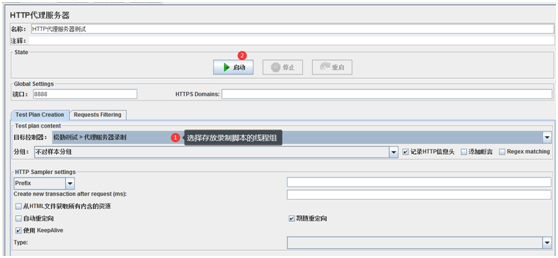 HTTP代理服务器
名称： HTTP代理服务器测试
注释：
State
2
启动 停止 重启
Global Settings
端口： 8888 HTTPS Domains:
Test Plan Creation Requests Filtering
Test plan content
目标控制器： 测试 > 代理服务器录制 1 选择存放录制脚本的线程组
分组： 不对样本分组 记录HTTP信息头 添加断言 Regex matching
HTTP Sampler settings
Prefix
Create new transaction after request (ms):
从HTML文件获取所有内含的资源
自动重定向 跟随重定向
使用 KeepAlive
Type: